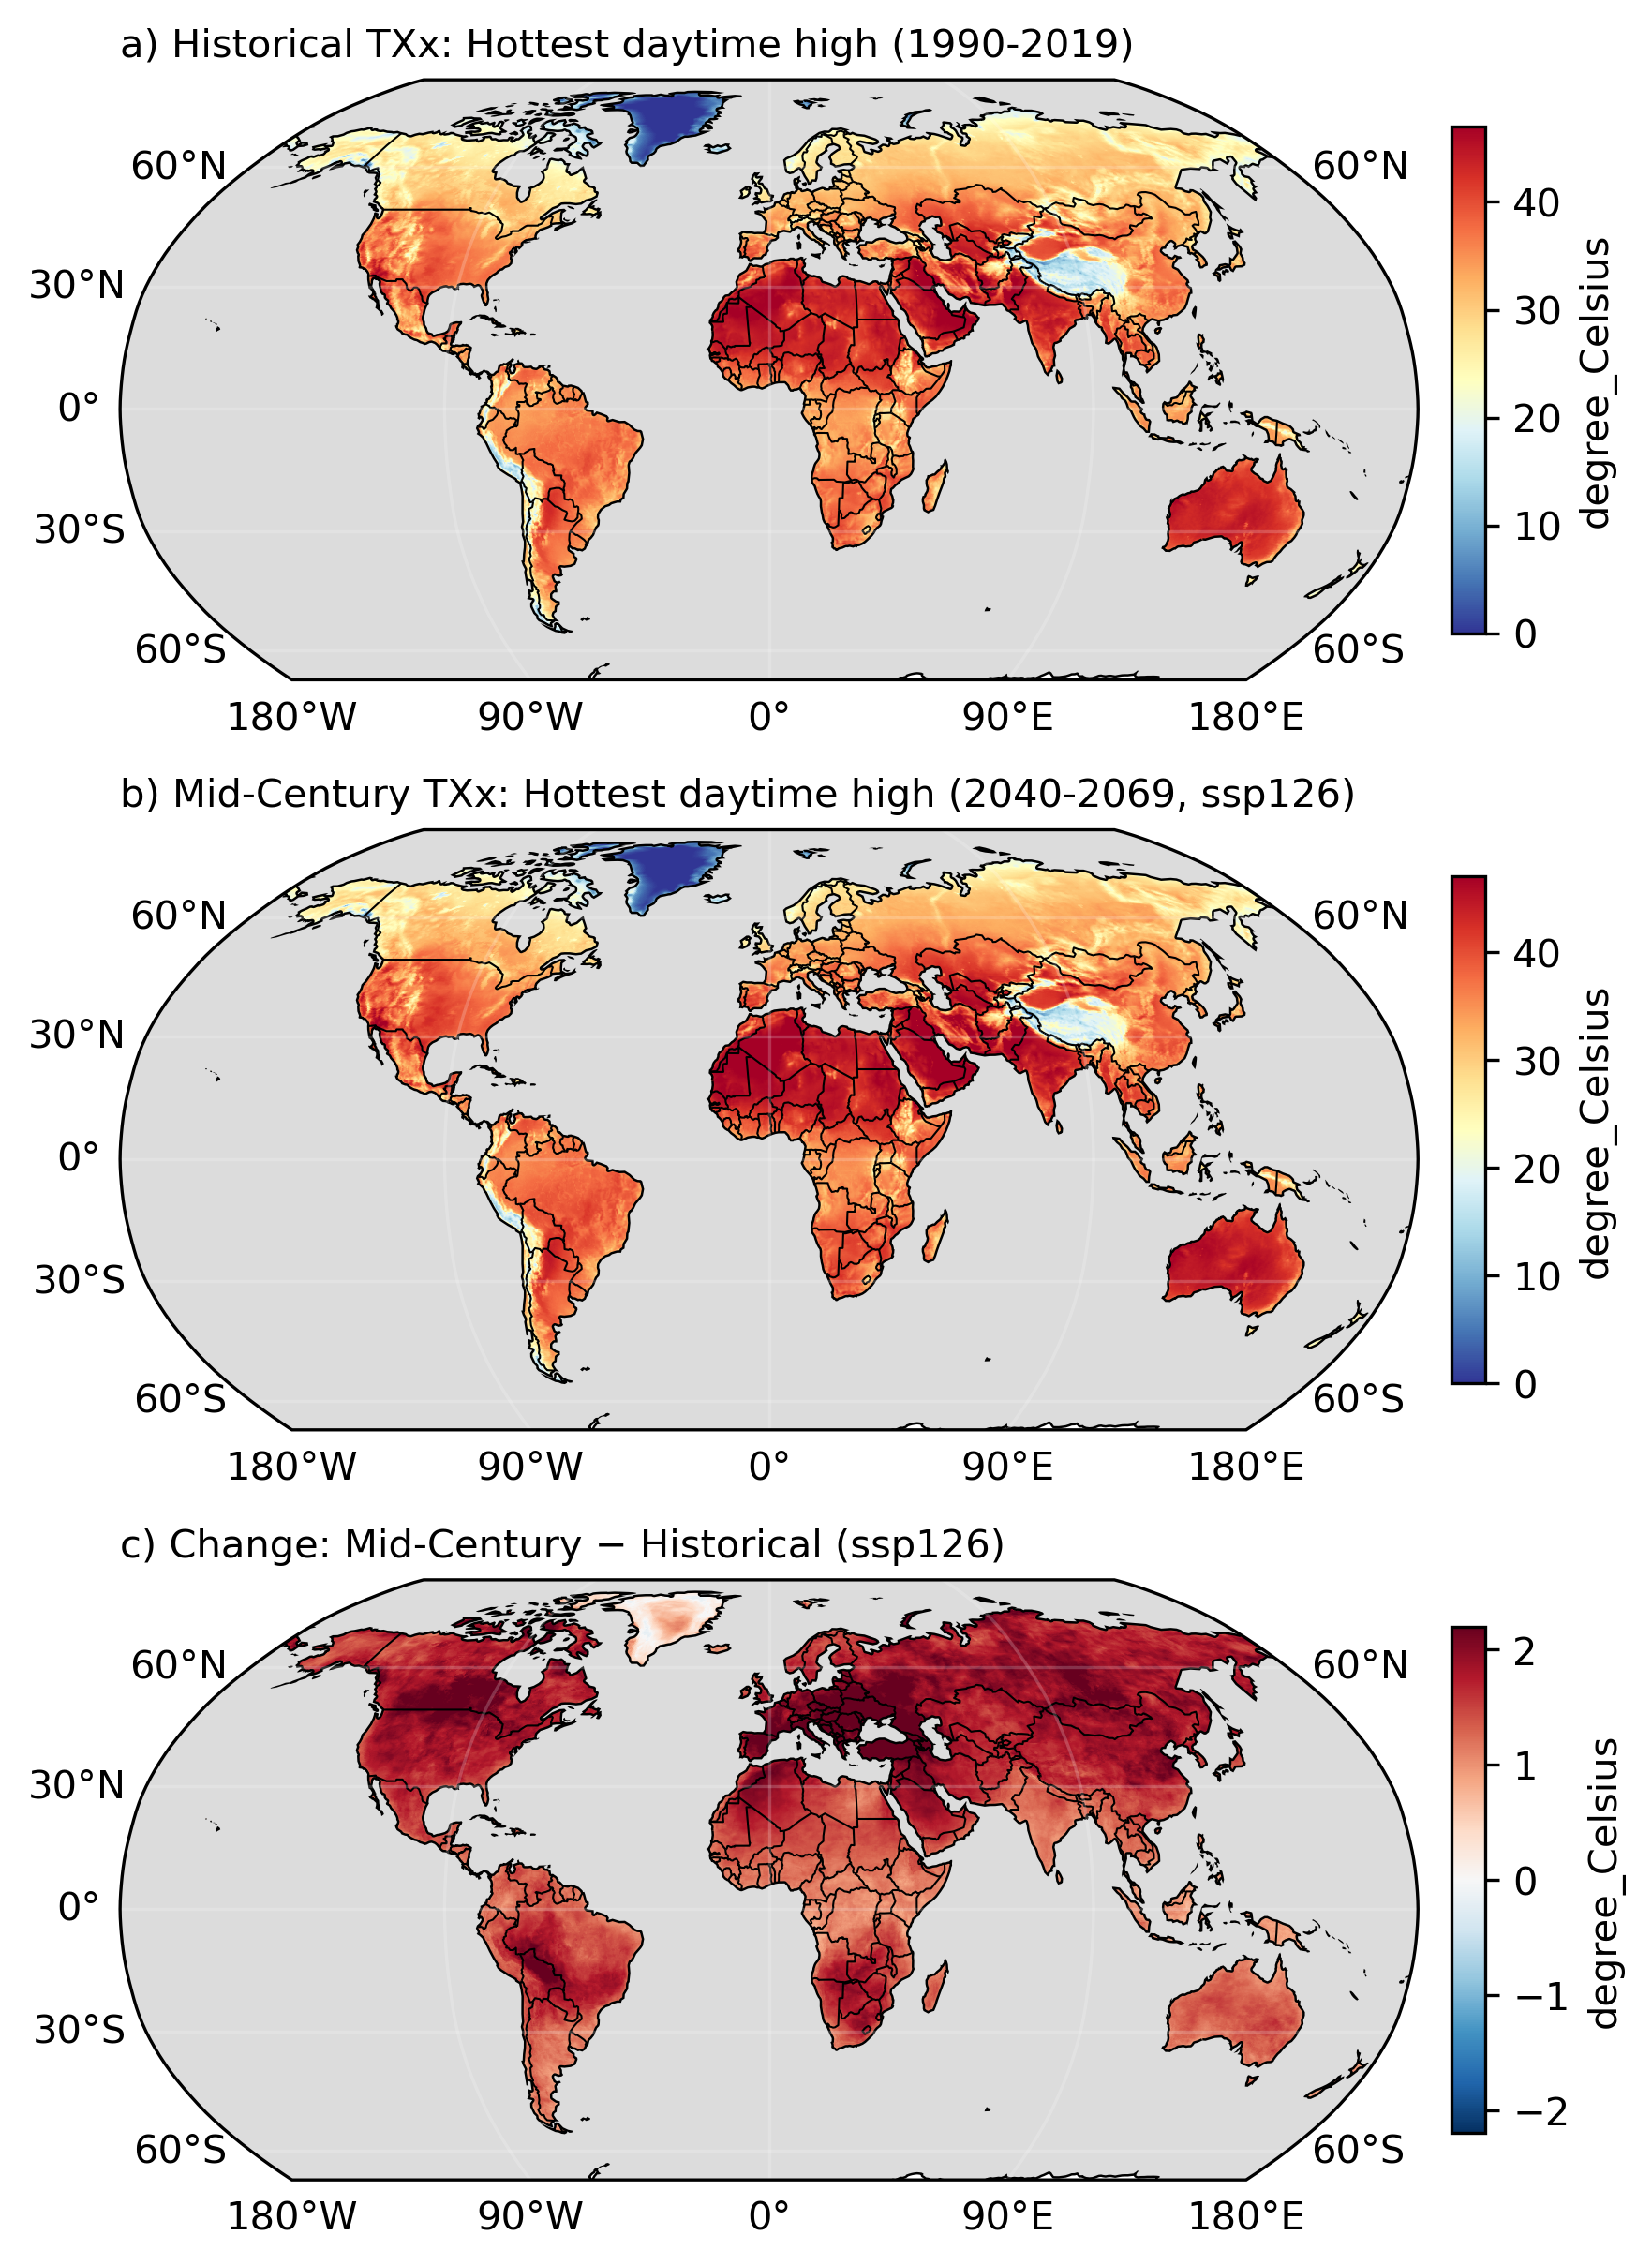 a) Historical TXx: Hottest daytime high (1990-2019)
60°N 60°N
30°N
0°
30°S
60°S 60°S
180°W 90°W 0° 90°E 180°E
40
30
20
10
0
degree_Celsius
b) Mid-Century TXx: Hottest daytime high (2040-2069, ssp126)
60°N 60°N
30°N
0°
30°S
60°S 60°S
180°W 90°W 0° 90°E 180°E
40
30
20
10
0
degree_Celsius
c) Change: Mid-Century − Historical (ssp126)
60°N 60°N
30°N
0°
30°S
60°S 60°S
180°W 90°W 0° 90°E 180°E
2
1
0
−1
−2
degree_Celsius